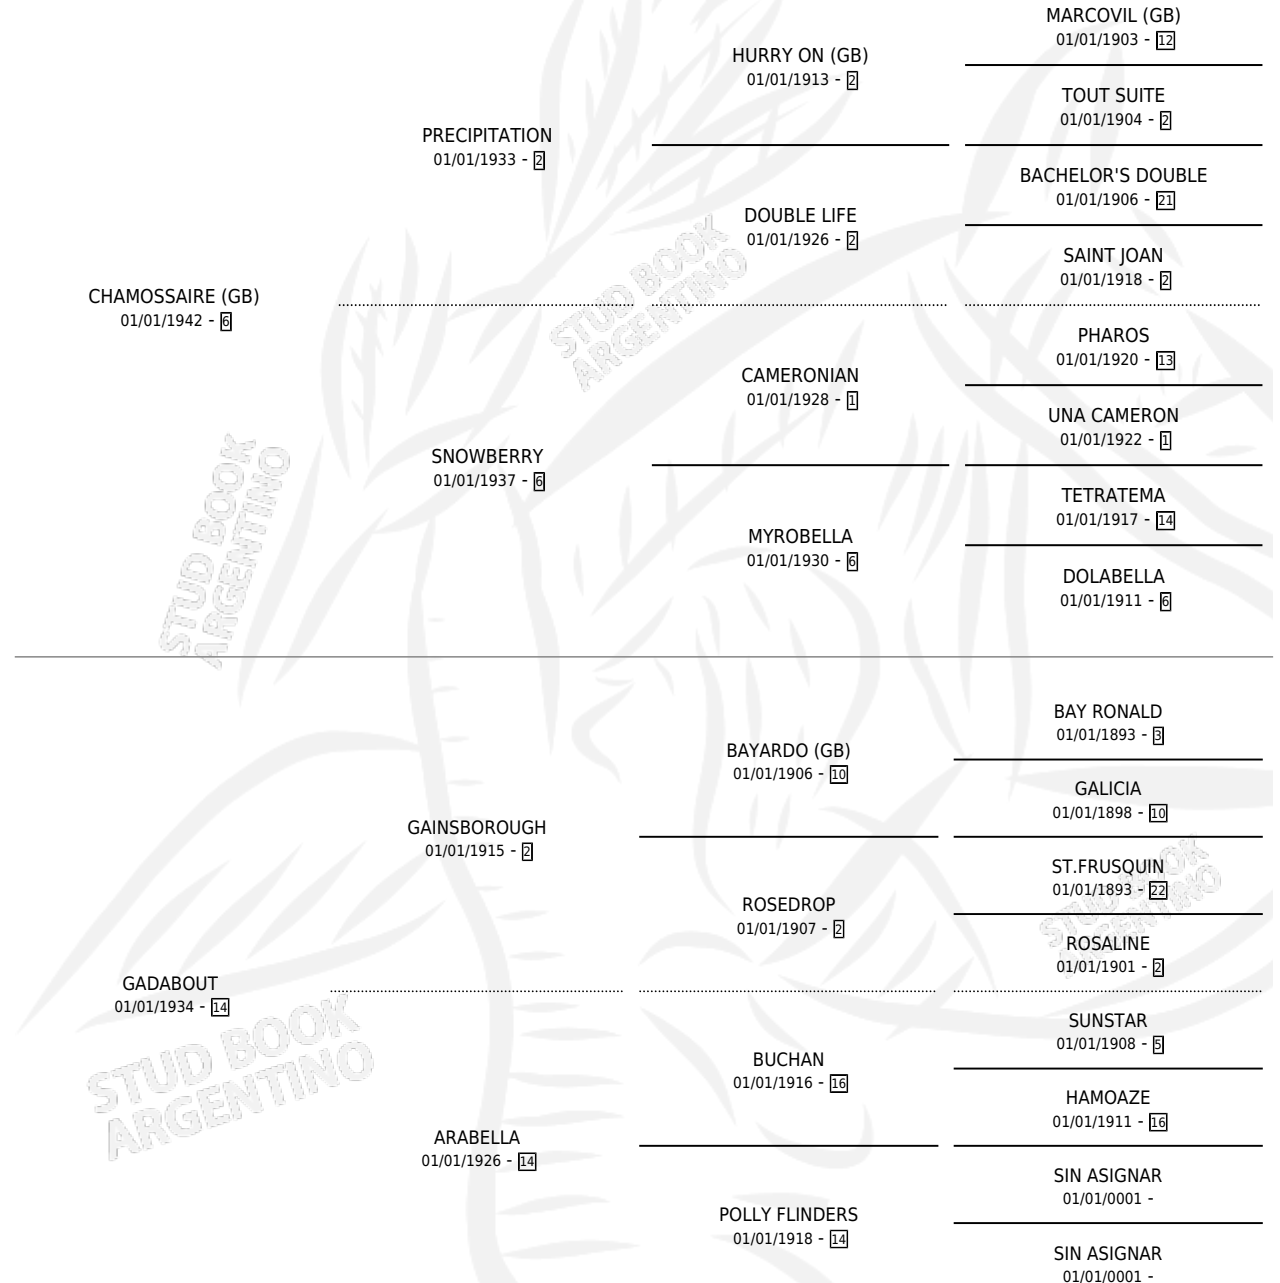 MARCOVIL (GB)
01/01/1903 - 12
HURRY ON (GB)
01/01/1913 - 2
TOUT SUITE
01/01/1904 - 2
PRECIPITATION
01/01/1933 - 2
BACHELOR'S DOUBLE
01/01/1906 - 21
DOUBLE LIFE
01/01/1926 - 2
SAINT JOAN
01/01/1918 - 2
CHAMOSSAIRE (GB)
01/01/1942 - 6
PHAROS
01/01/1920 - 13
CAMERONIAN
01/01/1928 - 1
UNA CAMERON
01/01/1922 - 1
SNOWBERRY
01/01/1937 - 6
TETRATEMA
01/01/1917 - 14
MYROBELLA
01/01/1930 - 6
DOLABELLA
01/01/1911 - 6
BAY RONALD
01/01/1893 - 3
BAYARDO (GB)
01/01/1906 - 10
GALICIA
01/01/1898 - 10
GAINSBOROUGH
01/01/1915 - 2
ST.FRUSQUIN
01/01/1893 - 22
ROSEDROP
01/01/1907 - 2
ROSALINE
01/01/1901 - 2
GADABOUT
01/01/1934 - 14
SUNSTAR
01/01/1908 - 5
BUCHAN
01/01/1916 - 16
HAMOAZE
01/01/1911 - 16
ARABELLA
01/01/1926 - 14
SIN ASIGNAR
01/01/0001 -
POLLY FLINDERS
01/01/1918 - 14
SIN ASIGNAR
01/01/0001 -
STUD BOOK
ARGENTINO
STUD BOOK
ARGENTINO
STUD BOOK
ARGENTINO
STUD BOOK
ARGENTINO